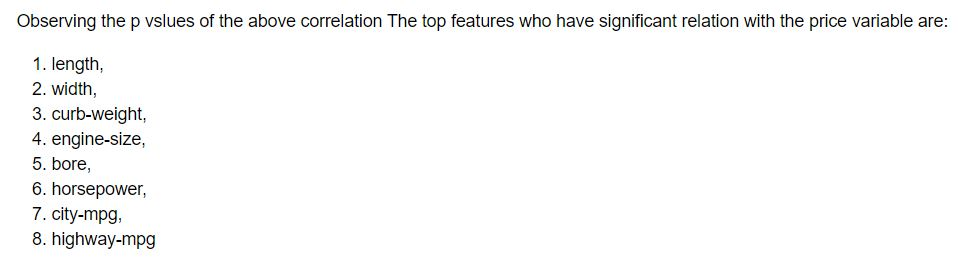 Observing the p vslues of the above correlation The top features who have significant relation with the price variable are:
1. length,
2. width,
3. curb-weight,
4. engine-size,
5. bore,
6. horsepower,
7. city-mpg,
8. highway-mpg